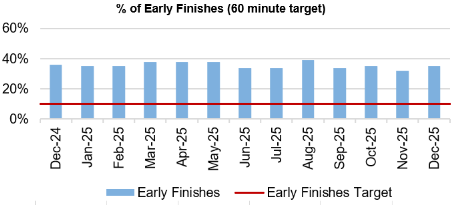 % of Early Finishes (60 minute target)
60%
40%
20%
0%
Dec-24
Jan-25
Feb-25
Mar-25
Apr-25
May-25
Jun-25
Jul-25
Aug-25
Sep-25
Oct-25
Nov-25
Dec-25
Early Finishes Early Finishes Target